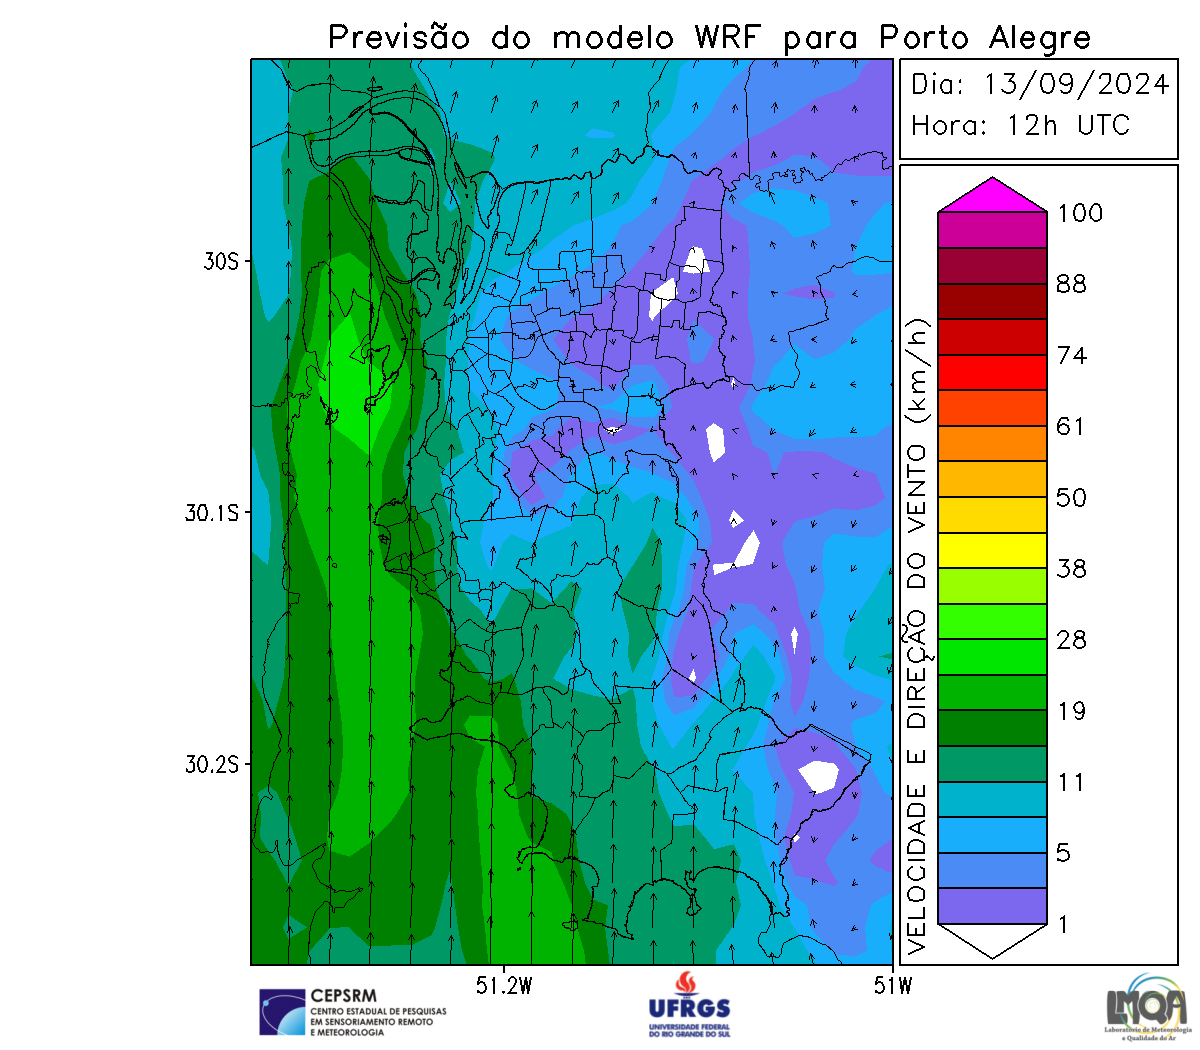 Previsão do modelo WRF para Porto Alegre
Dia: 13/09/2024
Hora: 12h UTC
30S
30.1S
30.2S
51.2W
51W
VELOCIDADE E DIREÇÃO DO VENTO (km/h)
100
88
74
61
50
38
28
19
11
5
1
CEPSRM
CENTRO ESTADUAL DE PESQUISAS
EM SENSORIAMENTO REMOTO
E METEOROLOGIA
UFRGS
UNIVERSIDADE FEDERAL
DO RIO GRANDE DO SUL
LMQA
Laboratório de Meteorologia
e Qualidade do Ar